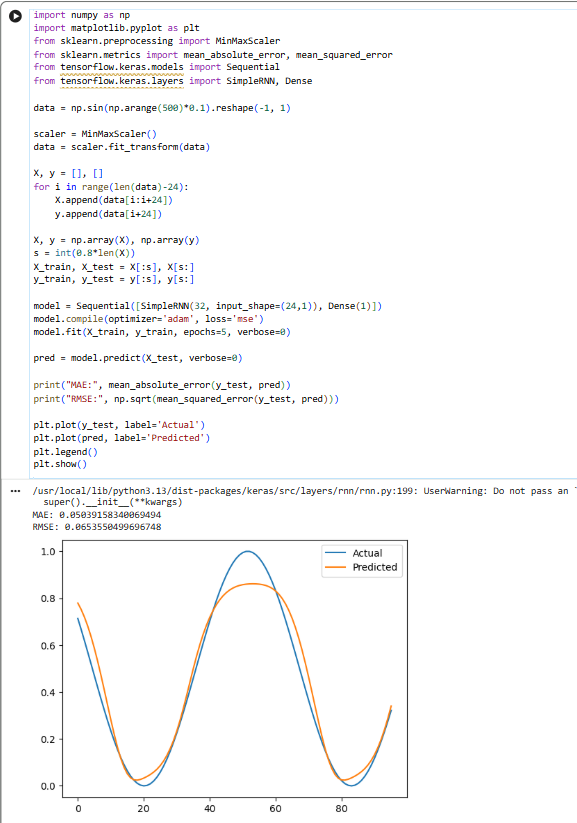 import numpy as np
import matplotlib.pyplot as plt
from sklearn.preprocessing import MinMaxScaler
from sklearn.metrics import mean_absolute_error, mean_squared_error
from tensorflow.keras.models import Sequential
from tensorflow.keras.layers import SimpleRNN, Dense
data = np.sin(np.arange(500)*0.1).reshape(-1, 1)
scaler = MinMaxScaler()
data = scaler.fit_transform(data)
X, y = [], []
for i in range(len(data)-24):
    X.append(data[i:i+24])
    y.append(data[i+24])
X, y = np.array(X), np.array(y)
s = int(0.8*len(X))
X_train, X_test = X[:s], X[s:]
y_train, y_test = y[:s], y[s:]
model = Sequential([SimpleRNN(32, input_shape=(24,1)), Dense(1)])
model.compile(optimizer='adam', loss='mse')
model.fit(X_train, y_train, epochs=5, verbose=0)
pred = model.predict(X_test, verbose=0)
print("MAE:", mean_absolute_error(y_test, pred))
print("RMSE:", np.sqrt(mean_squared_error(y_test, pred)))
plt.plot(y_test, label='Actual')
plt.plot(pred, label='Predicted')
plt.legend()
plt.show()
/usr/local/lib/python3.13/dist-packages/keras/src/layers/rnn/rnn.py:199: UserWarning: Do not pass an `
  super().__init__(**kwargs)
MAE: 0.05039158340069494
RMSE: 0.0653550499696748
Actual
Predicted
1.0
0.8
0.6
0.4
0.2
0.0
0 20 40 60 80